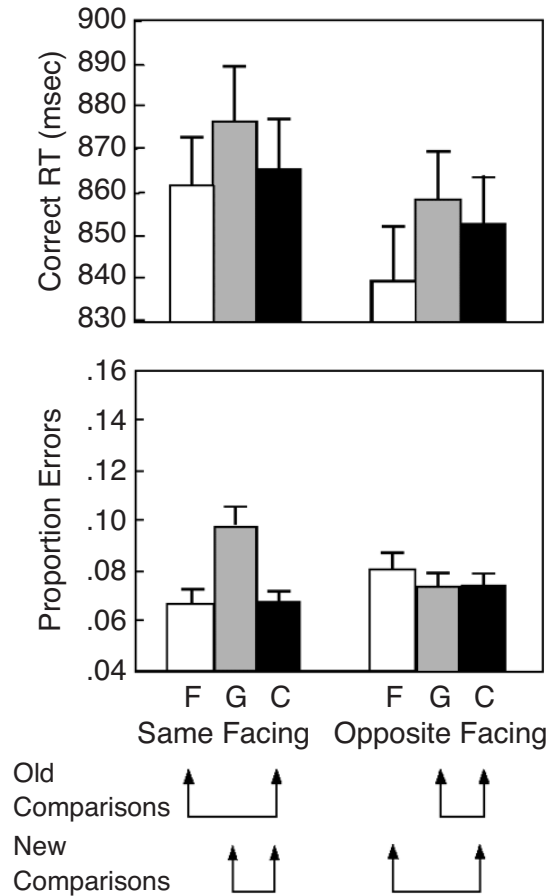 900
890
880
870
860
850
840
830
Correct RT (msec)
.16
.14
.12
.10
.08
.06
.04
Proportion Errors
F G C F G C
Same Facing Opposite Facing
Old
Comparisons
New
Comparisons